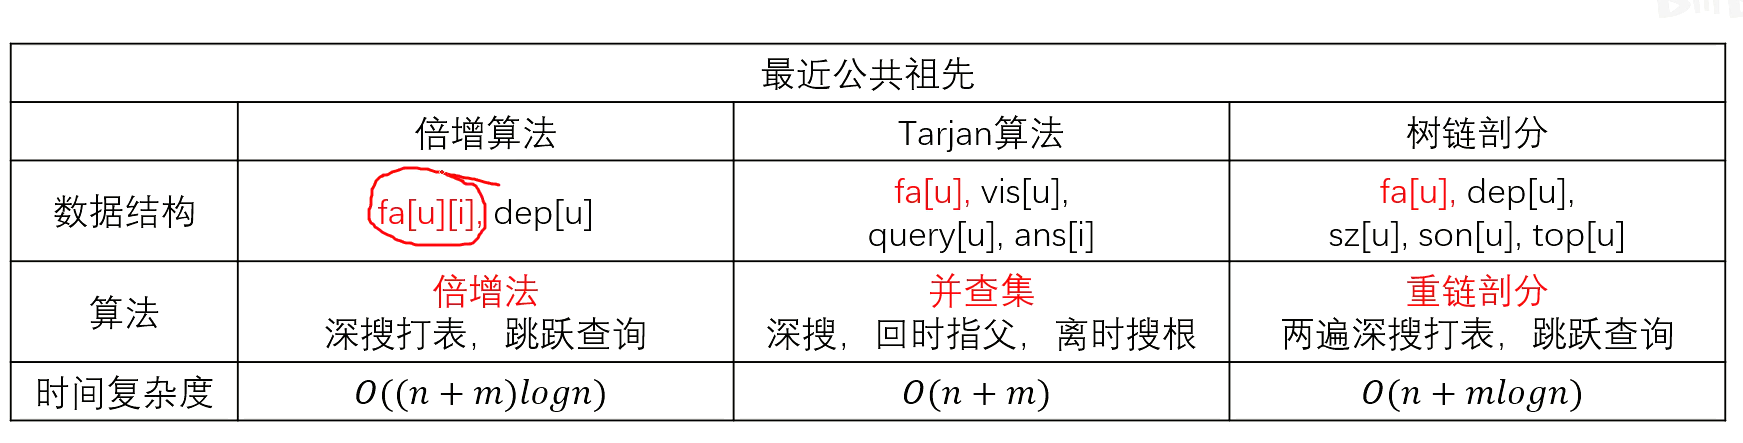 最近公共祖先
倍增算法 Tarjan算法 树链剖分
数据结构 fa[u][i], dep[u] fa[u], vis[u], query[u], ans[i] fa[u], dep[u], sz[u], son[u], top[u]
算法 倍增法 并查集 重链剖分
深搜打表，跳跃查询 深搜，回时指父，离时搜根 两遍深搜打表，跳跃查询
时间复杂度 O((n + m)logn) O(n + m) O(n + mlogn)